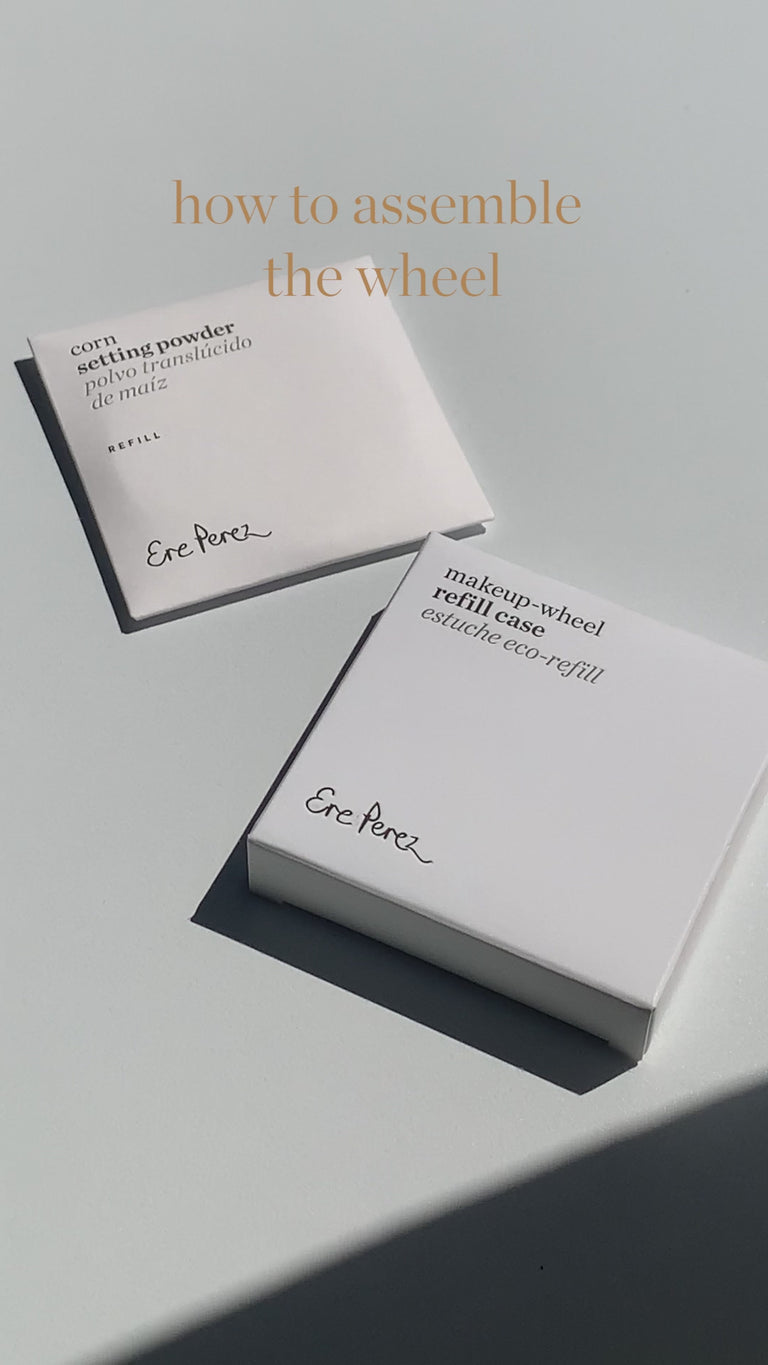 how to assemble
the wheel
corn
setting powder
polvo translúcido
de maíz
REFILL
Ere Perez
makeup-wheel
refill case
estuche eco-refill
Ere Perez